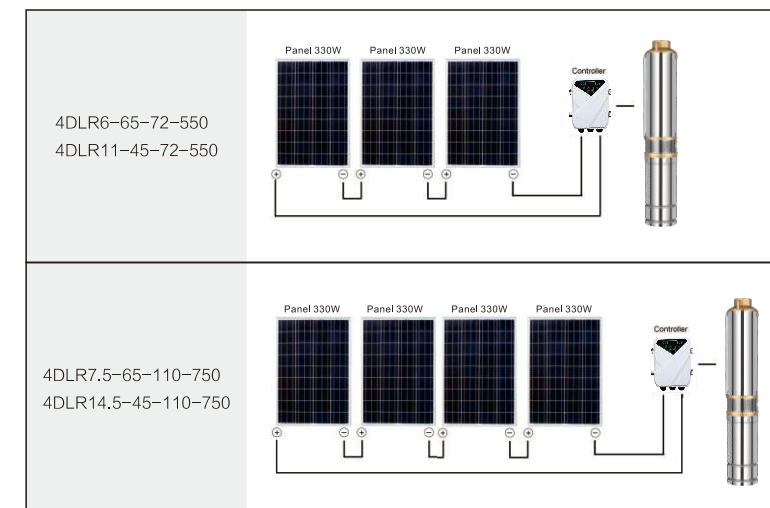 Panel 330W Panel 330W Panel 330W
Controller
4DLR6-65-72-550
4DLR11-45-72-550
+ - + - + -
Panel 330W Panel 330W Panel 330W Panel 330W
Controller
4DLR7.5-65-110-750
4DLR14.5-45-110-750
+ - + - + - + -